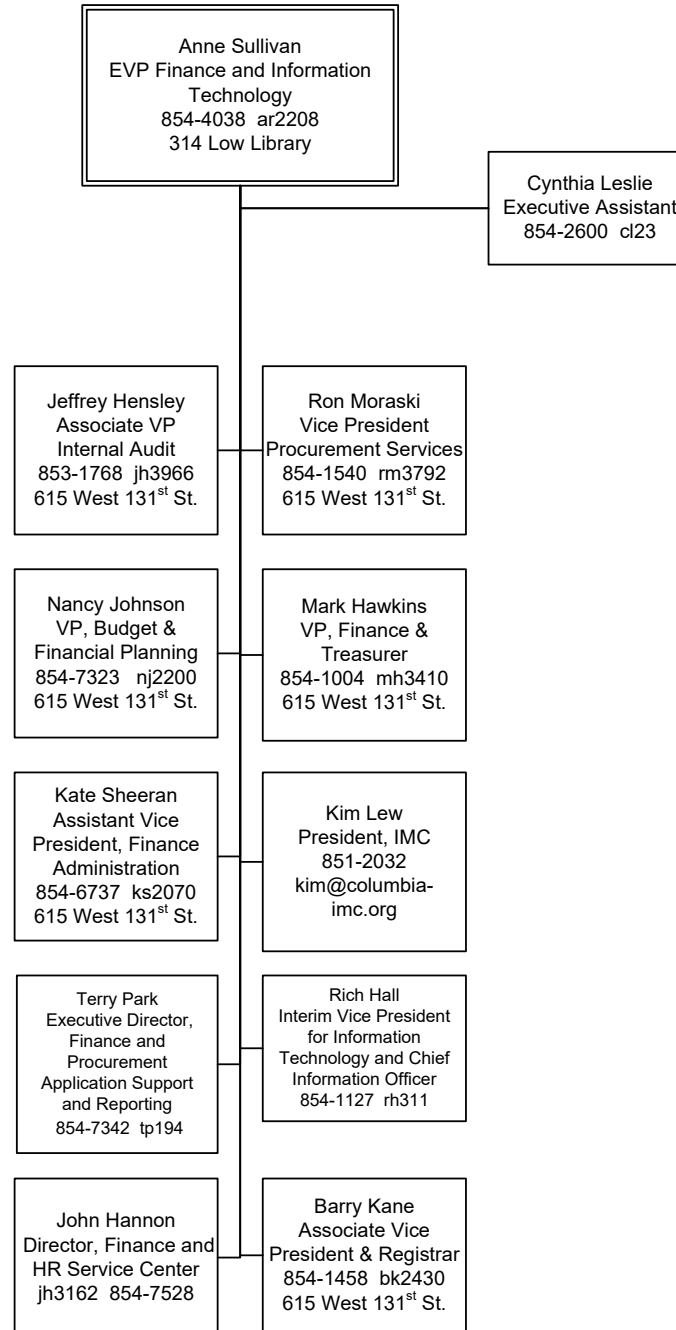 Anne Sullivan
EVP Finance and Information
Technology
854-4038 ar2208
314 Low Library
Cynthia Leslie
Executive Assistant
854-2600 cl23
Jeffrey Hensley
Associate VP
Internal Audit
853-1768 jh3966
615 West 131st St.
Ron Moraski
Vice President
Procurement Services
854-1540 rm3792
615 West 131st St.
Nancy Johnson
VP, Budget &
Financial Planning
854-7323 nj2200
615 West 131st St.
Mark Hawkins
VP, Finance &
Treasurer
854-1004 mh3410
615 West 131st St.
Kate Sheeran
Assistant Vice
President, Finance
Administration
854-6737 ks2070
615 West 131st St.
Kim Lew
President, IMC
851-2032
kim@columbia-
imc.org
Terry Park
Executive Director,
Finance and
Procurement
Application Support
and Reporting
854-7342 tp194
Rich Hall
Interim Vice President
for Information
Technology and Chief
Information Officer
854-1127 rh311
John Hannon
Director, Finance and
HR Service Center
jh3162 854-7528
Barry Kane
Associate Vice
President & Registrar
854-1458 bk2430
615 West 131st St.